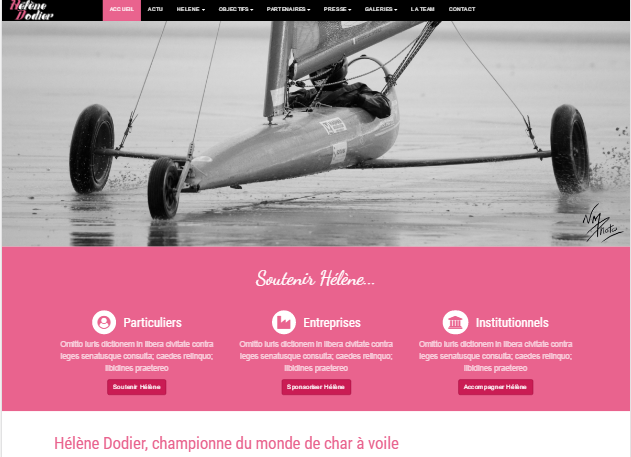 Hélène
Dodier
ACCUEIL ACTU HELENE OBJECTIFS PARTENAIRES PRESSE GALERIES LA TEAM CONTACT
NM
Photo
Soutenir Hélène...
Particuliers
Omitto iuris dictionem in libera civitate contra
leges senatusque consulta; caedes relinquo;
libidines praetereo
Soutenir Hélène
Entreprises
Omitto iuris dictionem in libera civitate contra
leges senatusque consulta; caedes relinquo;
libidines praetereo
Sponsoriser Hélène
Institutionnels
Omitto iuris dictionem in libera civitate contra
leges senatusque consulta; caedes relinquo;
libidines praetereo
Accompagner Hélène
Hélène Dodier, championne du monde de char à voile